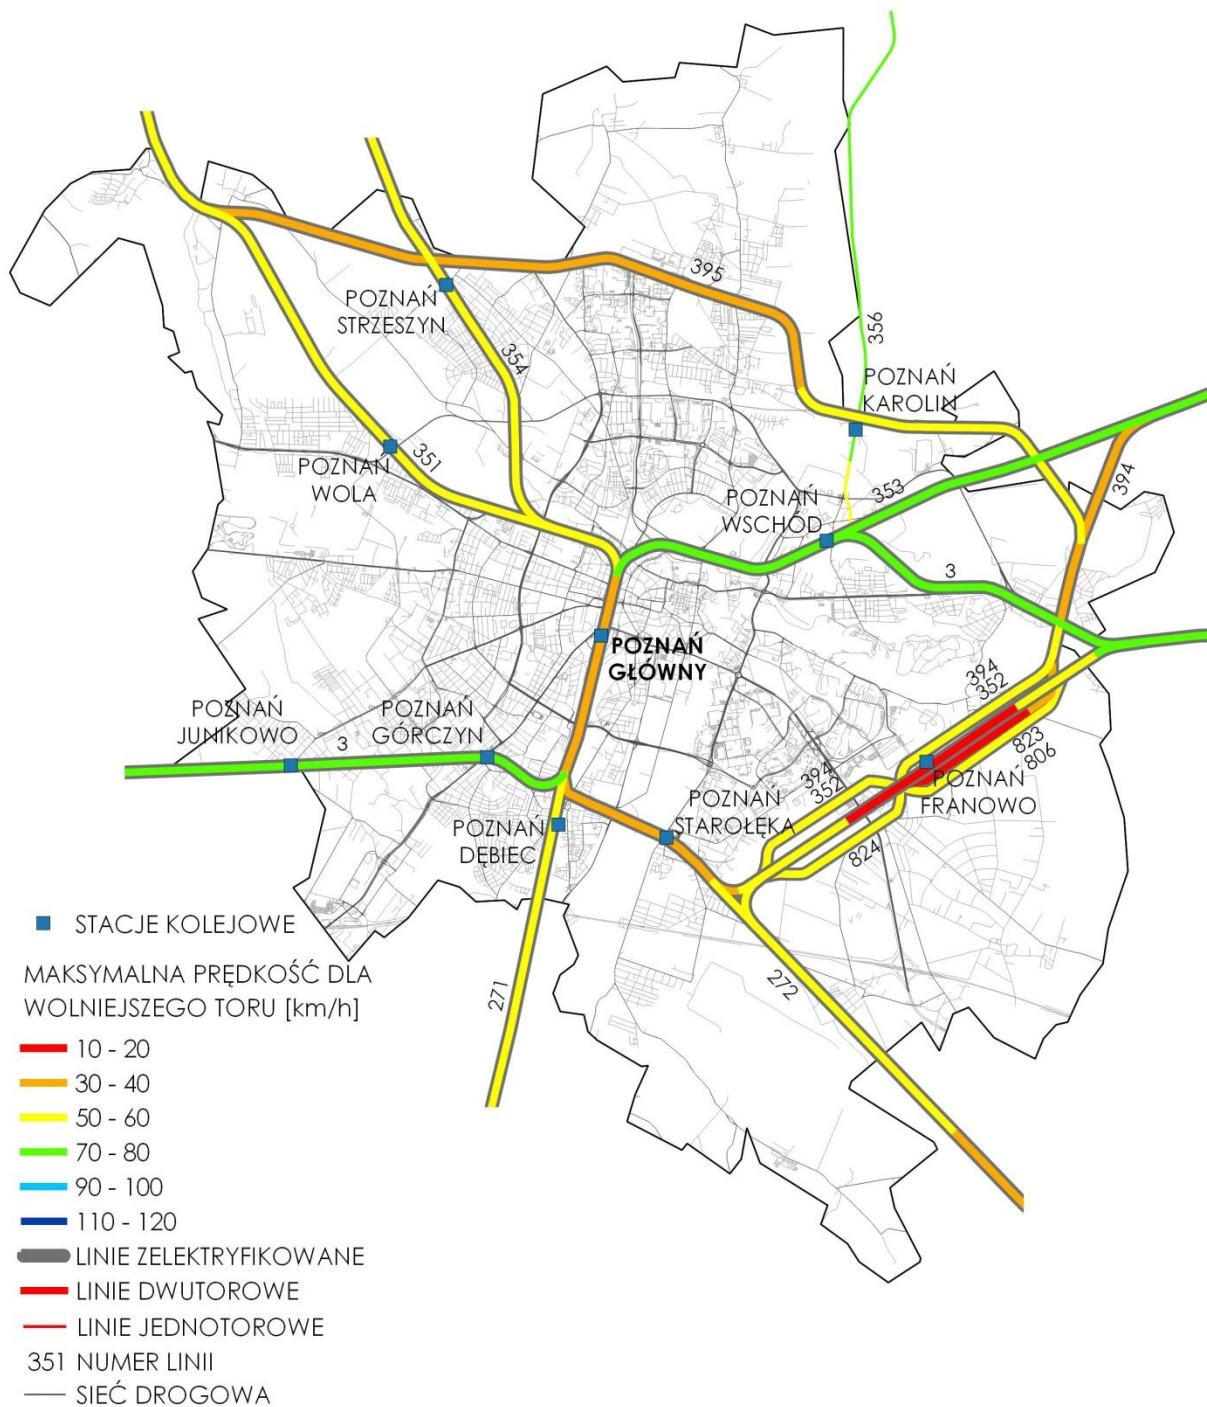 395
356
POZNAŃ
STRZESZYN
354
POZNAŃ
KAROLIN
POZNAŃ
WOLA
351
353
394
POZNAŃ
WSCHÓD
3
POZNAŃ
GŁÓWNY
394
352
POZNAŃ
JUNIKOWO
3
POZNAŃ
GÓRCZYN
823
806
394
352
POZNAŃ
FRANOWO
POZNAŃ
STAROŁĘKA
POZNAŃ
DĘBIEC
824
271
272
STACJE KOLEJOWE
MAKSYMALNA PRĘDKOŚĆ DLA
WOLNIEJSZEGO TORU [km/h]
10 - 20
30 - 40
50 - 60
70 - 80
90 - 100
110 - 120
LINIE ZELEKTRYFIKOWANE
LINIE DWUTOROWE
LINIE JEDNOTOROWE
351 NUMER LINII
SIEĆ DROGOWA